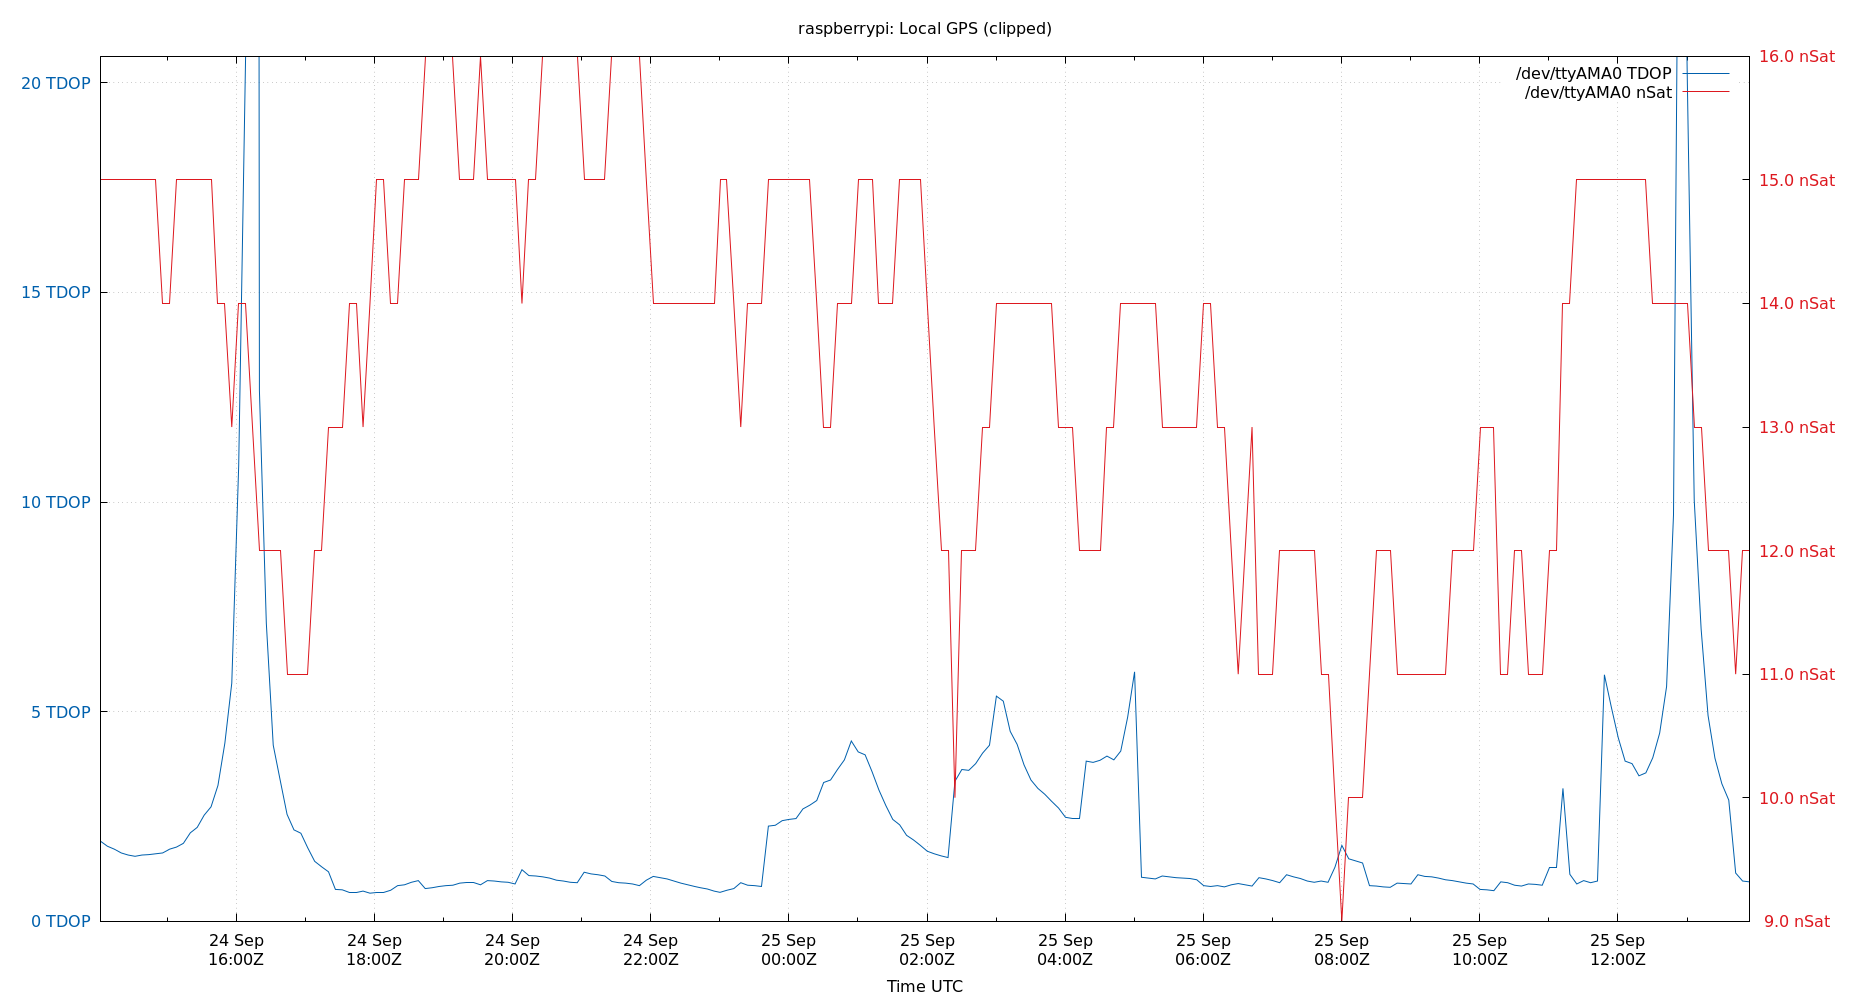 raspberrypi: Local GPS (clipped)
/dev/ttyAMA0 TDOP
/dev/ttyAMA0 nSat
20 TDOP
15 TDOP
10 TDOP
5 TDOP
0 TDOP
16.0 nSat
15.0 nSat
14.0 nSat
13.0 nSat
12.0 nSat
11.0 nSat
10.0 nSat
9.0 nSat
24 Sep 24 Sep 24 Sep 24 Sep 25 Sep 25 Sep 25 Sep 25 Sep 25 Sep 25 Sep 25 Sep
16:00Z 18:00Z 20:00Z 22:00Z 00:00Z 02:00Z 04:00Z 06:00Z 08:00Z 10:00Z 12:00Z
Time UTC